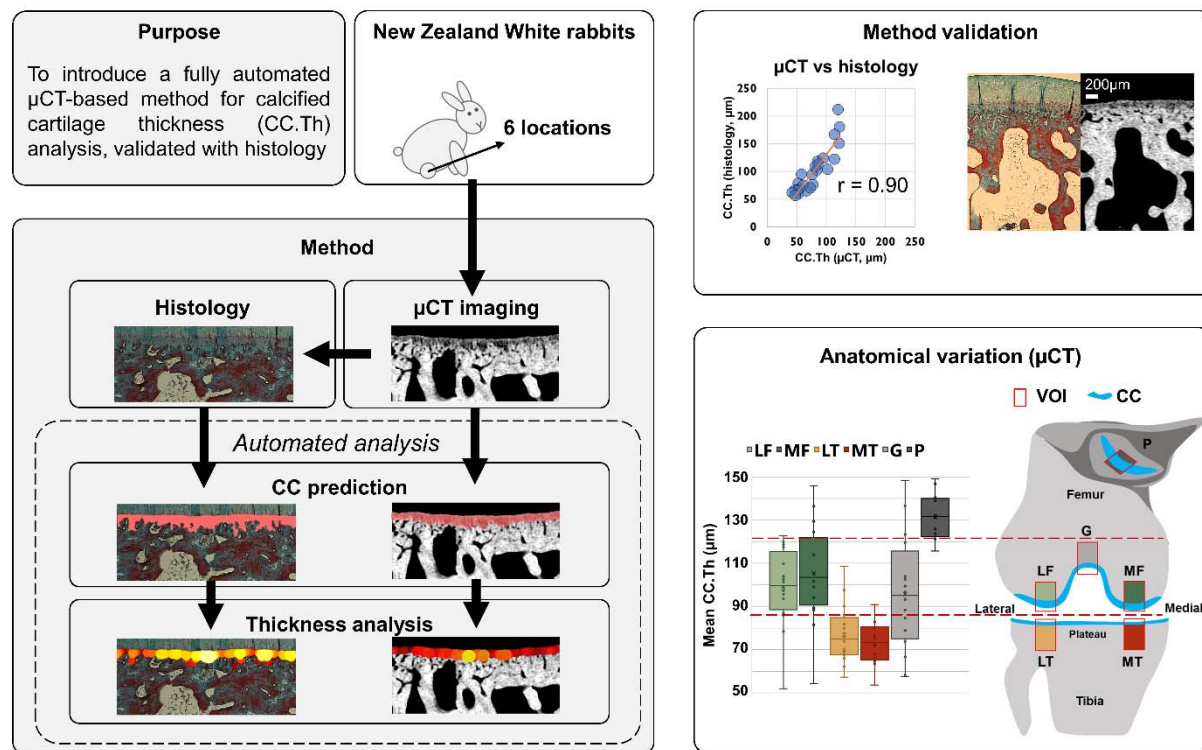 Purpose
To introduce a fully automated
µCT-based method for calcified
cartilage thickness (CC.Th)
analysis, validated with histology
New Zealand White rabbits
6 locations
Method
Histology
µCT imaging
Automated analysis
CC prediction
Thickness analysis
Method validation
µCT vs histology
CC.Th (histology, µm)
250
200
150
100
50
0
r = 0.90
0 50 100 150 200 250
CC.Th (µCT, µm)
200µm
Anatomical variation (µCT)
VOI CC
LF MF LT MT G P
Mean CC.Th (µm)
150
130
110
90
70
50
P
Femur
G
LF MF
Lateral Medial
Plateau
LT MT
Tibia